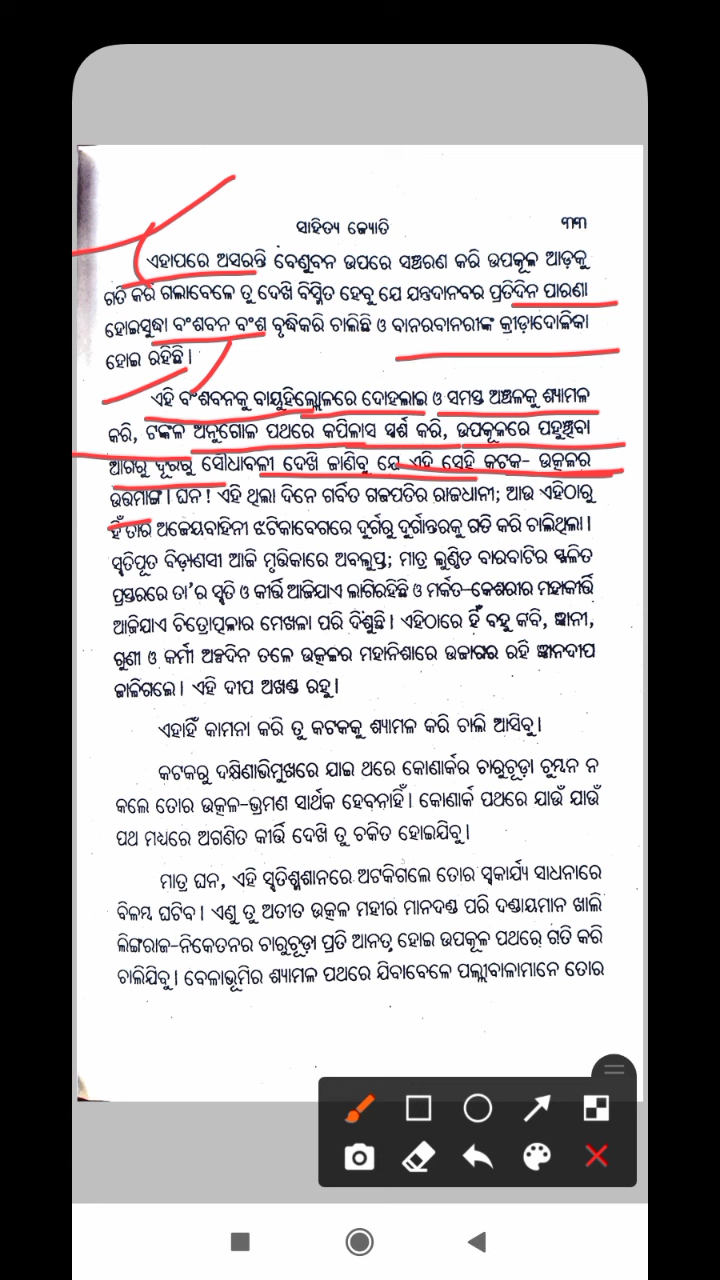 ସାହିତ୍ୟ ଜ୍ୟୋତି ୩୩
ଏହାପରେ ଅସରନ୍ତି ବେଣୁବନ ଉପରେ ସଞ୍ଚରଣ କରି ଉପକୂଳ ଆଡ଼କୁ
ଗତି କରି ଗଲାବେଳେ ତୁ ଦେଖି ବିସ୍ମିତ ହେବୁ ଯେ ଯନ୍ତ୍ରଦାନବର ପ୍ରତିଦିନ ପାରଣା
ହୋଇସୁଦ୍ଧା ବଂଶବନ ବଂଶ ବୃଦ୍ଧିକରି ଚାଲିଛି ଓ ବାନରବାନରୀଙ୍କ କ୍ରୀଡ଼ାଦୋଳିକା
ହୋଇ ରହିଛି।
ଏହି ବଂଶବନକୁ ବାୟୁହିଲ୍ଲୋଳରେ ଦୋହଲାଇ ଓ ସମସ୍ତ ଅଞ୍ଚଳକୁ ଶ୍ୟାମଳ
କରି, ଟଙ୍କଳ ଅନୁଗୋଳ ପଥରେ କପିଳାସ ସ୍ପର୍ଶ କରି, ଉପକୂଳରେ ପହୁଞ୍ଚିବା
ଆଗରୁ ଦୂରରୁ ସୌଧାବଳୀ ଦେଖି ଜାଣିବୁ ଯେ ଏହି ସେହି କଟକ- ଉତ୍କଳର
ଉତ୍ତମାଙ୍ଗ। ଘନ! ଏହି ଥିଲା ଦିନେ ଗର୍ବିତ ଗଜପତିର ରାଜଧାନୀ; ଆଉ ଏହିଠାରୁ
ହିଁ ତାର ଅଜେୟବାହିନୀ ଝଟିକାବେଗରେ ଦୁର୍ଗରୁ ଦୁର୍ଗାନ୍ତରକୁ ଗତି କରି ଚାଲିଥିଲା।
ସ୍ମୃତିପୂତ ବିଡ଼ାଣସୀ ଆଜି ମୃତ୍ତିକାରେ ଅବଲୁପ୍ତ; ମାତ୍ର ଲୁଣ୍ଠିତ ବାରବାଟିର ସ୍ଖଳିତ
ପ୍ରସ୍ତରରେ ତା'ର ସ୍ମୃତି ଓ କୀର୍ତ୍ତି ଆଜିଯାଏ ଲାଗିରହିଛି ଓ ମର୍କତ-କେଶରୀର ମହାକୀର୍ତ୍ତି
ଆଜିଯାଏ ଚିତ୍ରୋତ୍ପଳାର ମେଖଳା ପରି ଦିଶୁଛି। ଏହିଠାରେ ହିଁ ବହୁ କବି, ଜ୍ଞାନୀ,
ଗୁଣୀ ଓ କର୍ମୀ ଅଳ୍ପଦିନ ତଳେ ଉତ୍କଳର ମହାନିଶାରେ ଉଜାଗର ରହି ଜ୍ଞାନଦୀପ
ଜାଳିଗଲେ। ଏହି ଦୀପ ଅଖଣ୍ଡ ରହୁ।
ଏହାହିଁ କାମନା କରି ତୁ କଟକକୁ ଶ୍ୟାମଳ କରି ଚାଲି ଆସିବୁ।
କଟକରୁ ଦକ୍ଷିଣାଭିମୁଖରେ ଯାଇ ଥରେ କୋଣାର୍କର ଚାରୁଚୂଡ଼ା ଚୁମ୍ବନ ନ
କଲେ ତୋର ଉତ୍କଳ-ଭ୍ରମଣ ସାର୍ଥକ ହେବନାହିଁ। କୋଣାର୍କ ପଥରେ ଯାଉଁ ଯାଉଁ
ପଥ ମଧ୍ୟରେ ଅଗଣିତ କୀର୍ତ୍ତି ଦେଖି ତୁ ଚକିତ ହୋଇଯିବୁ।
ମାତ୍ର ଘନ, ଏହି ସ୍ମୃତିଶ୍ମଶାନରେ ଅଟକିଗଲେ ତୋର ସ୍ୱକାର୍ଯ୍ୟ ସାଧନାରେ
ବିଳମ୍ବ ଘଟିବ। ଏଣୁ ତୁ ଅତୀତ ଉତ୍କଳ ମହୀର ମାନଦଣ୍ଡ ପରି ଦଣ୍ଡାୟମାନ ଖାଲି
ଲିଙ୍ଗରାଜ-ନିକେତନର ଚାରୁଚୂଡ଼ା ପ୍ରତି ଆନତ ହୋଇ ଉପକୂଳ ପଥରେ ଗତି କରି
ଚାଲିଯିବୁ। ବେଳାଭୂମିର ଶ୍ୟାମଳ ପଥରେ ଯିବାବେଳେ ପଲ୍ଲୀବାଳାମାନେ ତୋର